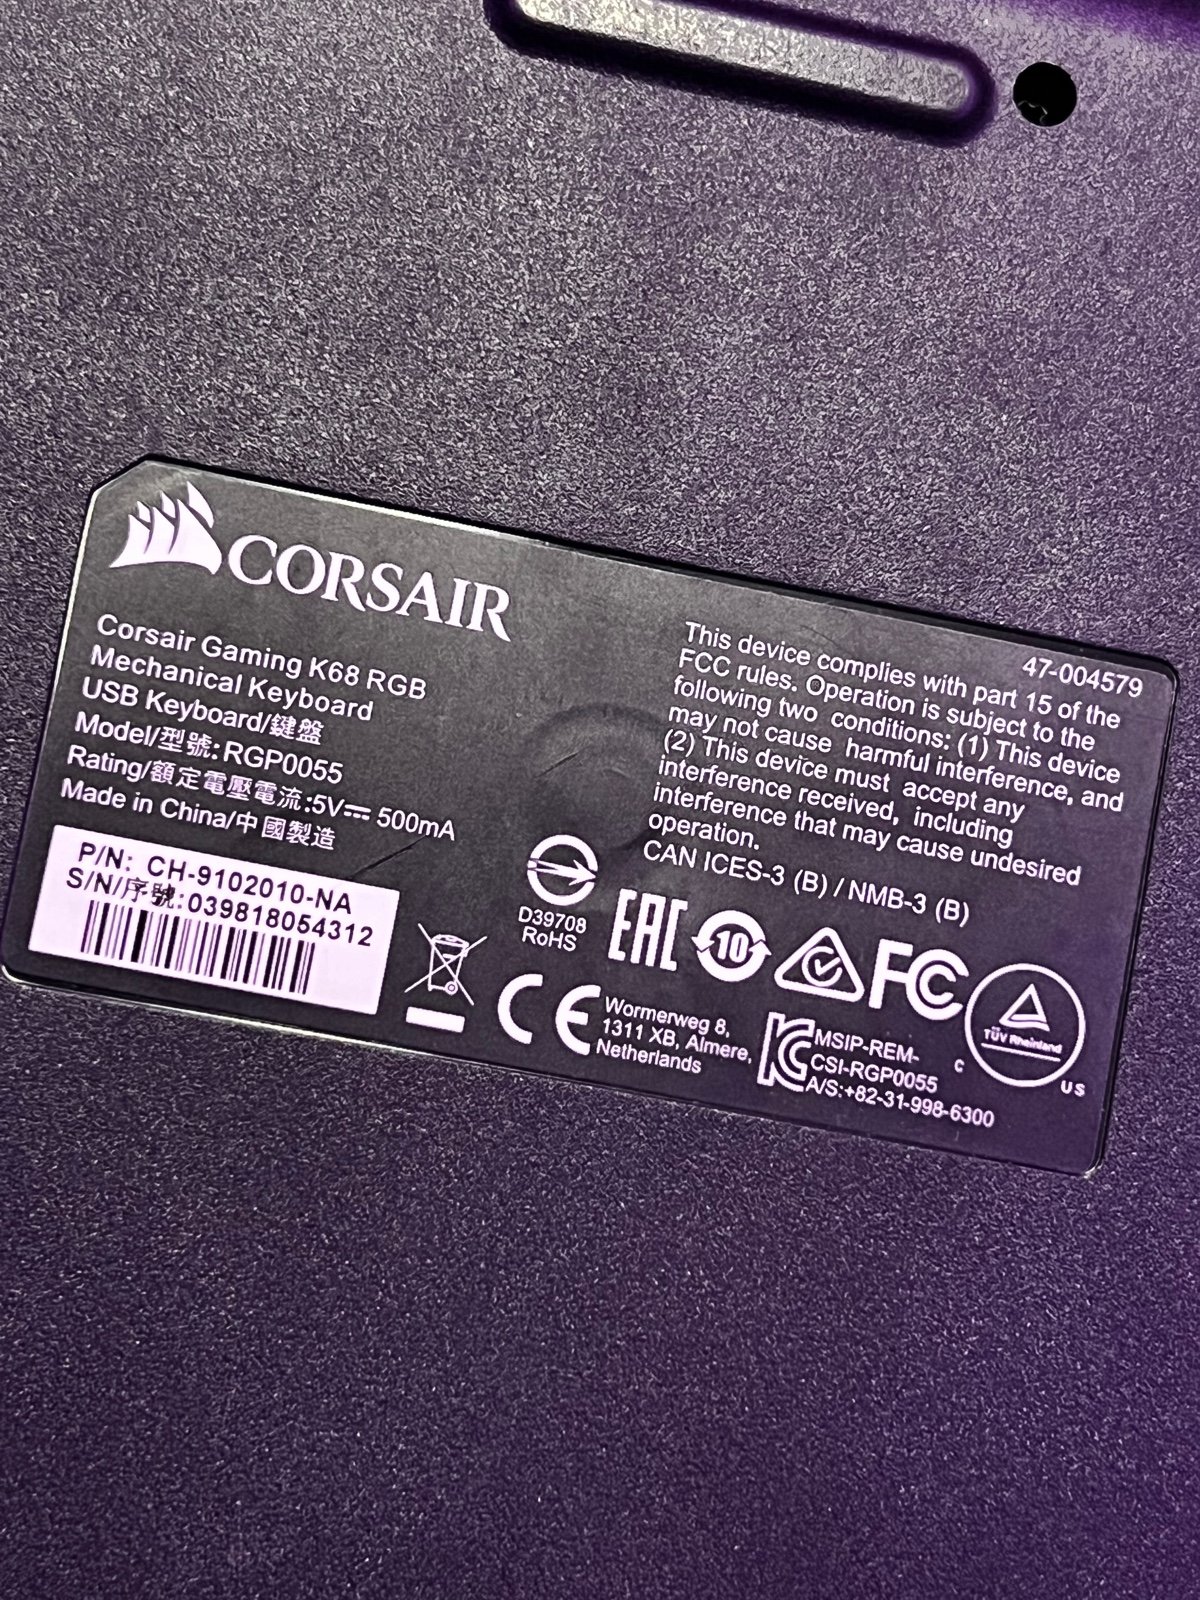 CORSAIR
Corsair Gaming K68 RGB
Mechanical Keyboard
USB Keyboard/鍵盤
Model/型號:RGP0055
Rating/額定電壓電流:5V⎓ 500mA
Made in China/中國製造
P/N: CH-9102010-NA
S/N/序號:039818054312
47-004579
This device complies with part 15 of the
FCC rules. Operation is subject to the
following two conditions: (1) This device
may not cause harmful interference, and
(2) This device must accept any
interference received, including
interference that may cause undesired
operation.
CAN ICES-3 (B) / NMB-3 (B)
D39708
RoHS
EAC
10
FC
CE
Wormerweg 8,
1311 XB, Almere,
Netherlands
KC
MSIP-REM-
CSI-RGP0055
A/S:+82-31-998-6300
TÜV Rheinland
C
US